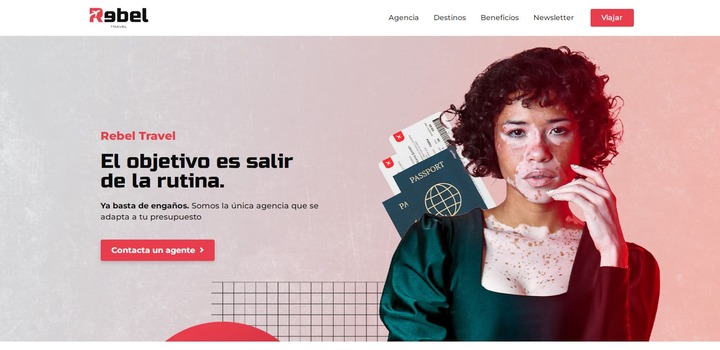 Rebel
TRAVEL
Agencia Destinos Beneficios Newsletter Viajar
Rebel Travel
El objetivo es salir
de la rutina.
Ya basta de engaños. Somos la única agencia que se
adapta a tu presupuesto
Contacta un agente
PASSPORT
PA